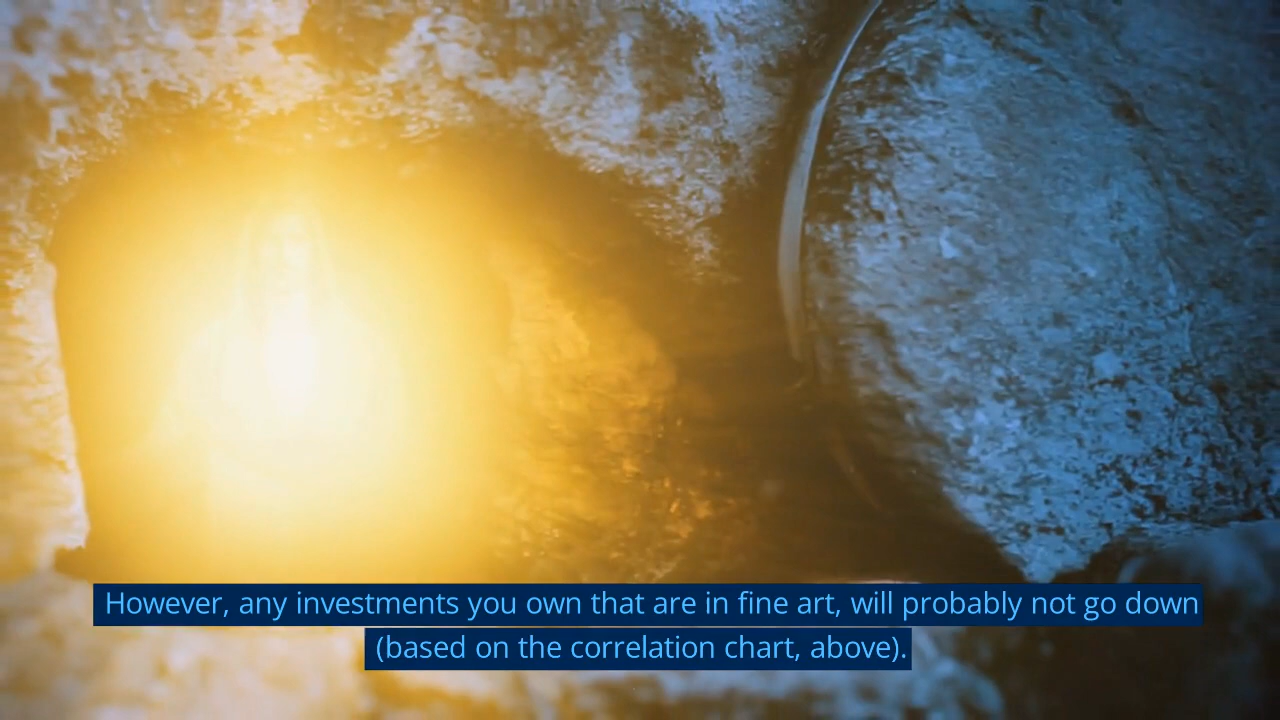 However, any investments you own that are in fine art, will probably not go down
(based on the correlation chart, above).